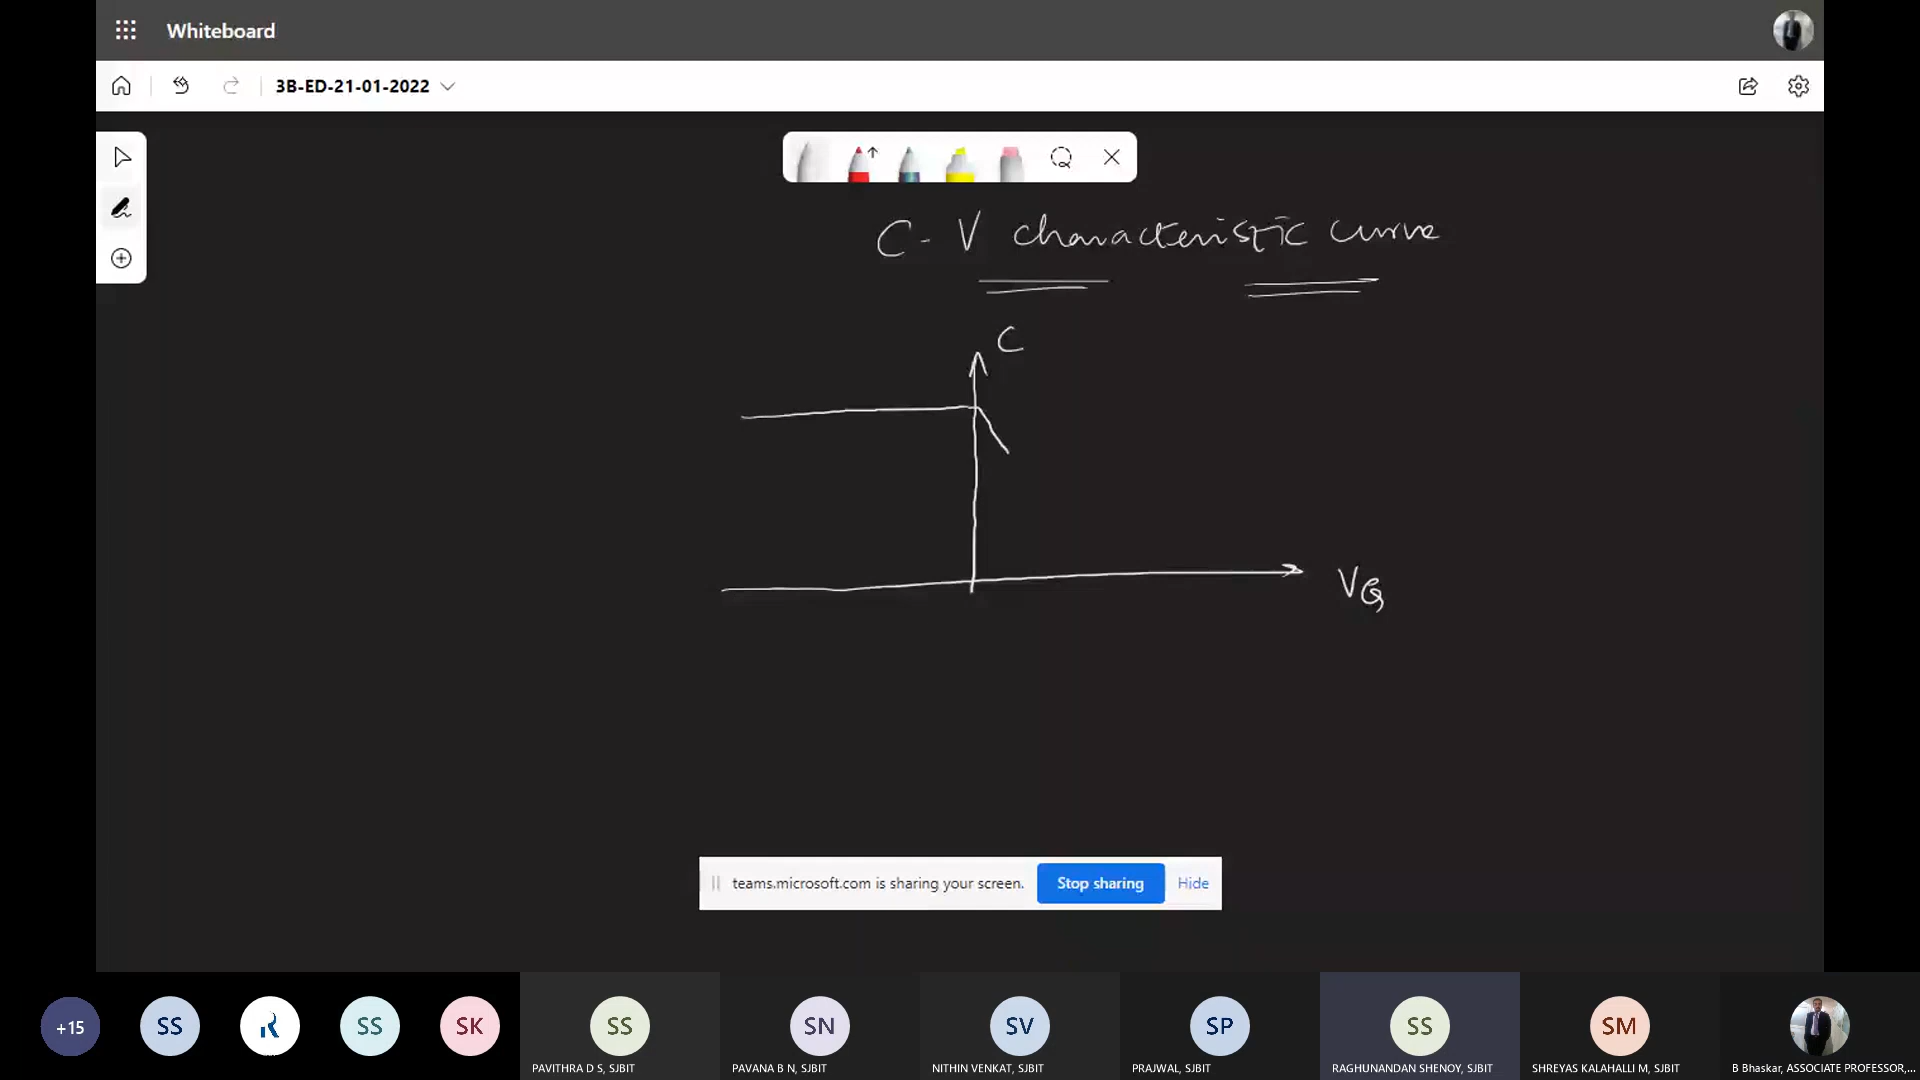 Whiteboard
3B-ED-21-01-2022
C-V characteristic curve
C
VG
teams.microsoft.com is sharing your screen. Stop sharing Hide
+15 SS SS SK SS SN SV SP SS SM
PAVITHRA D S, SJBIT PAVANA B N, SJBIT NITHIN VENKAT, SJBIT PRAJWAL, SJBIT RAGHUNANDAN SHENOY, SJBIT SHREYAS KALAHALLI M, SJBIT B Bhaskar, ASSOCIATE PROFESSOR,...